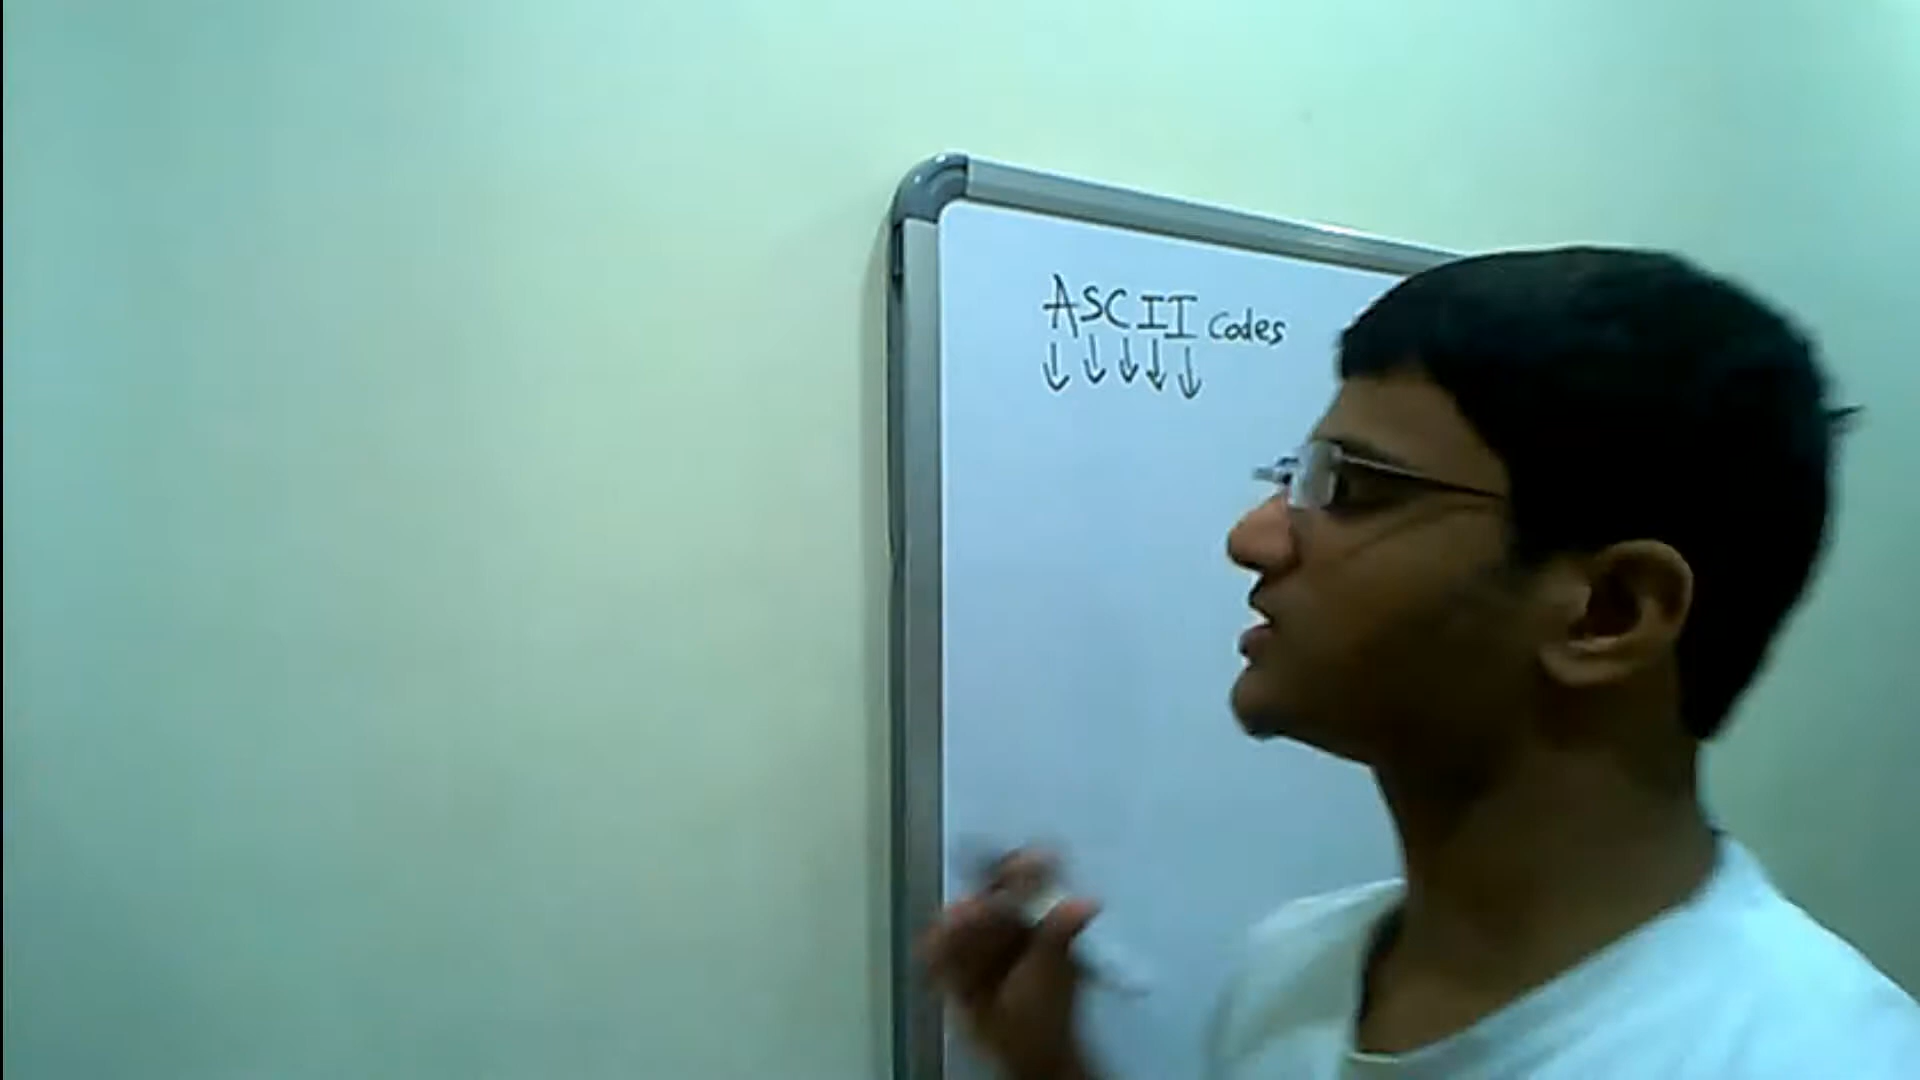 ASCII Codes
↓ ↓ ↓ ↓ ↓